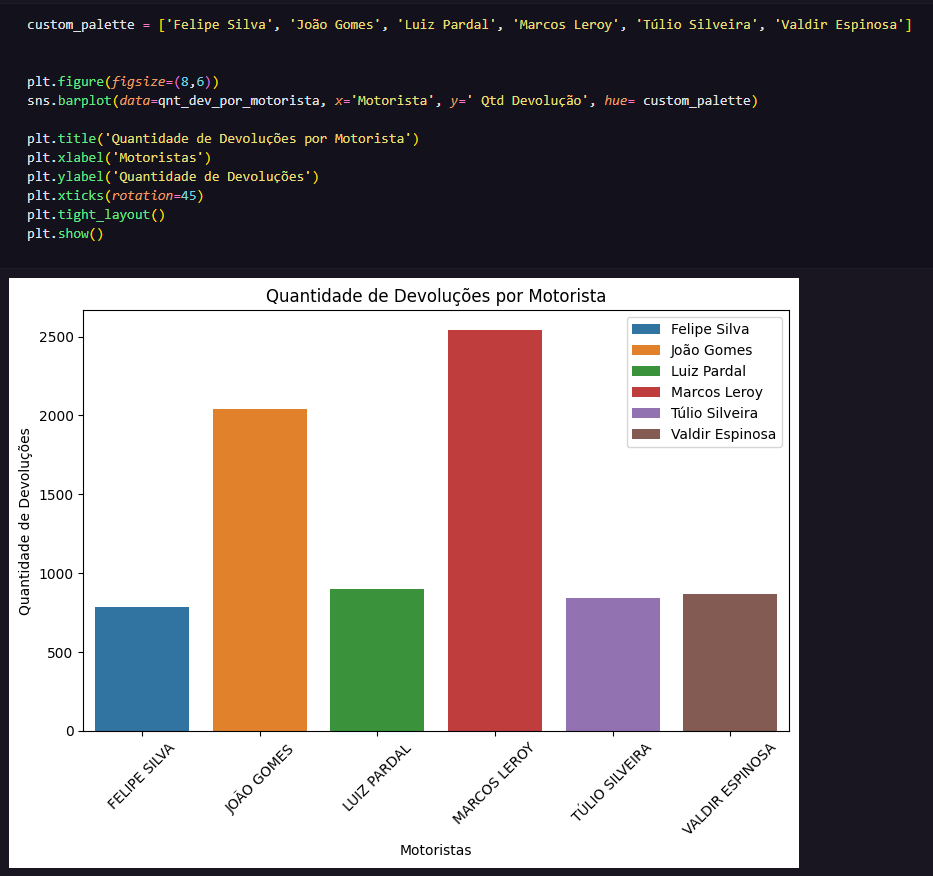 custom_palette = ['Felipe Silva', 'João Gomes', 'Luiz Pardal', 'Marcos Leroy', 'Túlio Silveira', 'Valdir Espinosa']
plt.figure(figsize=(8,6))
sns.barplot(data=qnt_dev_por_motorista, x='Motorista', y=' Qtd Devolução', hue= custom_palette)
plt.title('Quantidade de Devoluções por Motorista')
plt.xlabel('Motoristas')
plt.ylabel('Quantidade de Devoluções')
plt.xticks(rotation=45)
plt.tight_layout()
plt.show()
Quantidade de Devoluções por Motorista
Quantidade de Devoluções
2500
2000
1500
1000
500
0
Felipe Silva
João Gomes
Luiz Pardal
Marcos Leroy
Túlio Silveira
Valdir Espinosa
FELIPE SILVA
JOÃO GOMES
LUIZ PARDAL
MARCOS LEROY
TÚLIO SILVEIRA
VALDIR ESPINOSA
Motoristas